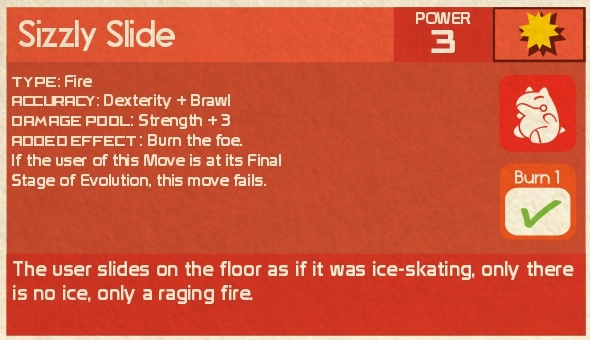 Sizzly Slide
POWER
3
TYPE: Fire
ACCURACY: Dexterity + Brawl
DAMAGE POOL: Strength + 3
ADDED EFFECT: Burn the foe.
If the user of this Move is at its Final
Stage of Evolution, this move fails.
Burn 1
The user slides on the floor as if it was ice-skating, only there
is no ice, only a raging fire.